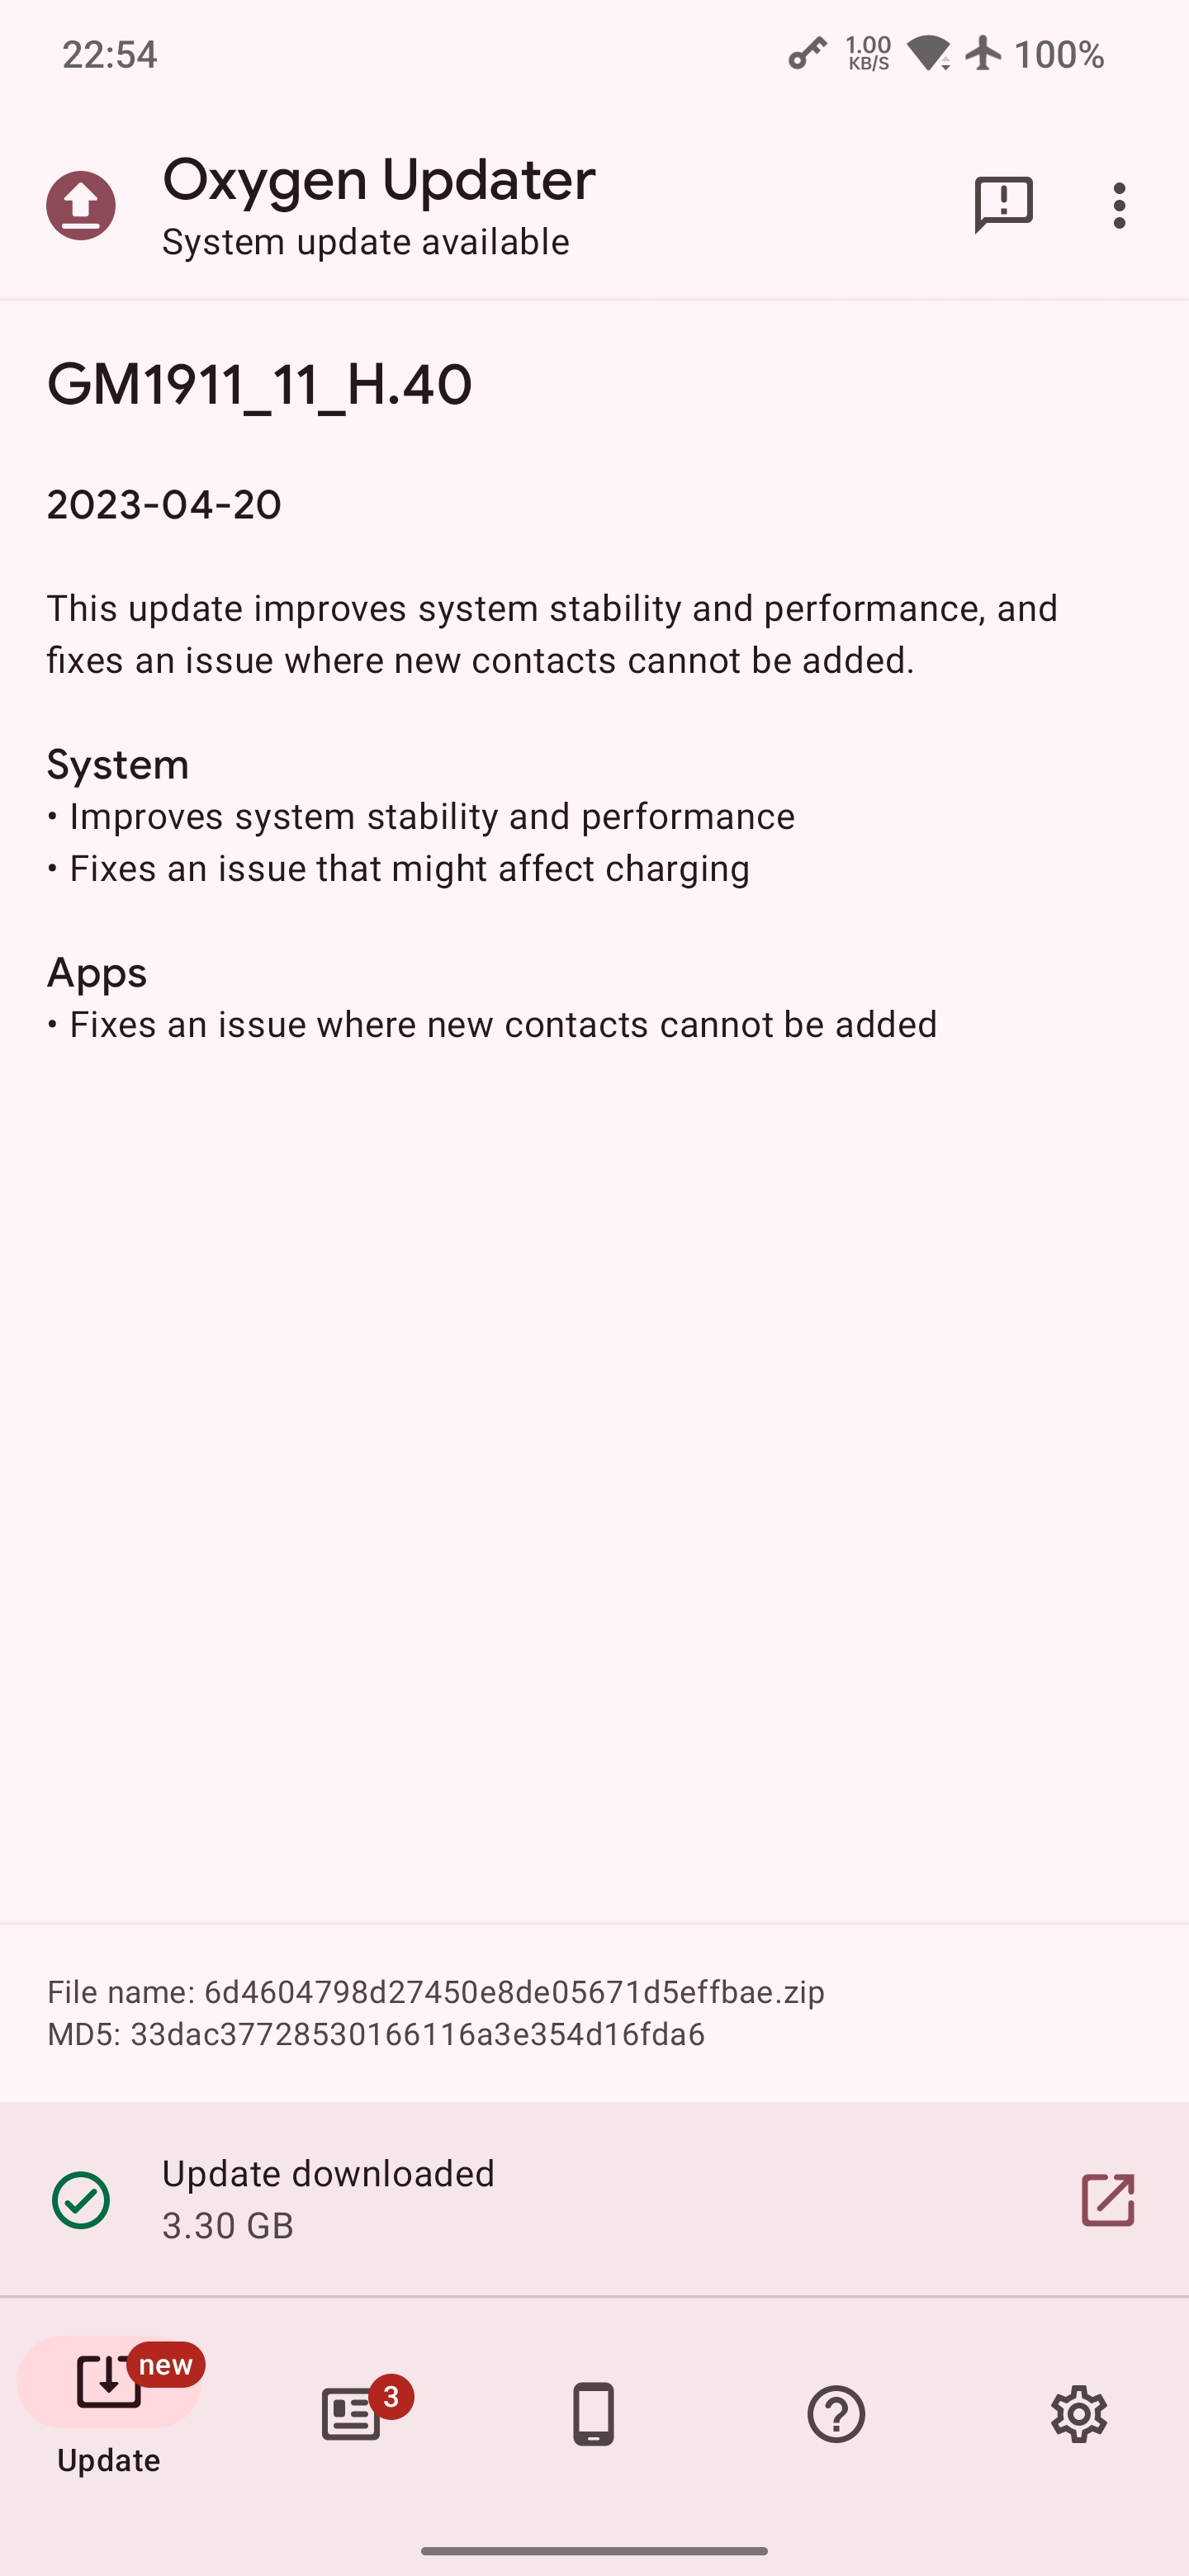 22:54
1.00
KB/S
100%
Oxygen Updater
System update available
GM1911_11_H.40
2023-04-20
This update improves system stability and performance, and
fixes an issue where new contacts cannot be added.
System
• Improves system stability and performance
• Fixes an issue that might affect charging
Apps
• Fixes an issue where new contacts cannot be added
File name: 6d4604798d27450e8de05671d5effbae.zip
MD5: 33dac37728530166116a3e354d16fda6
Update downloaded
3.30 GB
new
3
Update